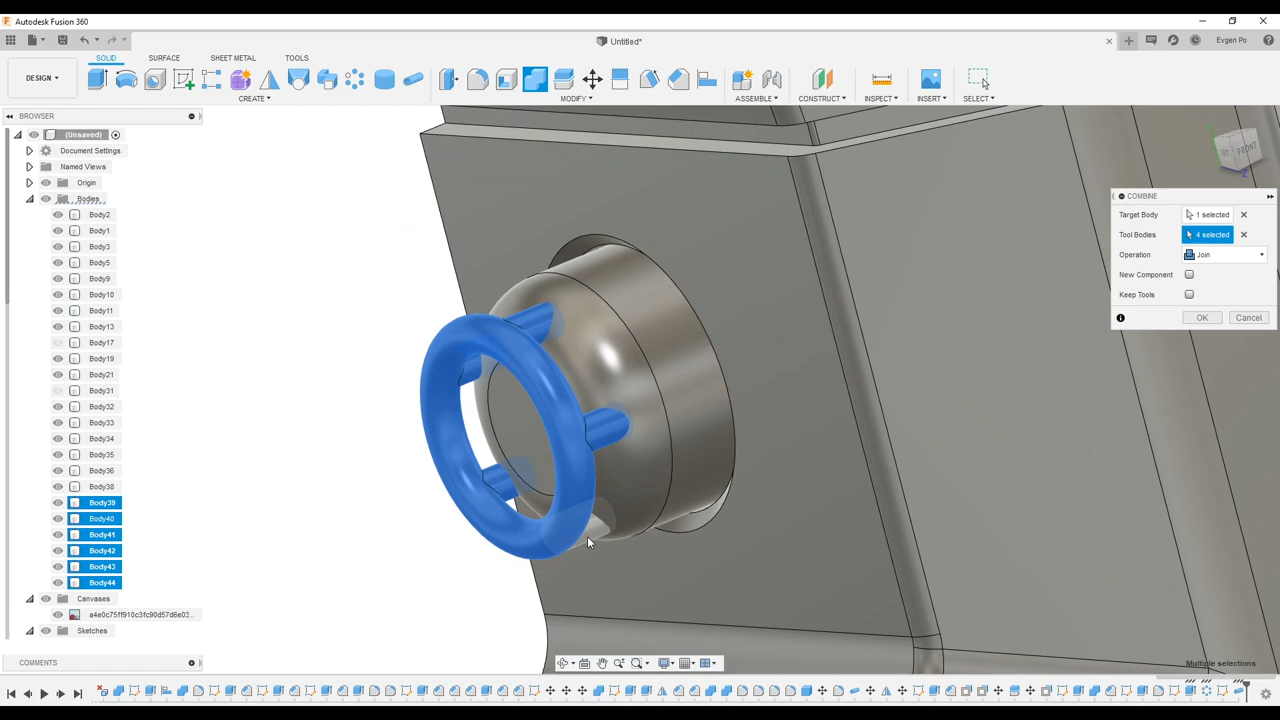 Autodesk Fusion 360
Untitled*
Evgen Po
DESIGN
SOLID
SURFACE
SHEET METAL
TOOLS
CREATE
MODIFY
ASSEMBLE
CONSTRUCT
INSPECT
INSERT
SELECT
BROWSER
(Unsaved)
Document Settings
Named Views
Origin
Bodies
Body2
Body1
Body3
Body5
Body9
Body10
Body11
Body13
Body17
Body19
Body21
Body31
Body32
Body33
Body34
Body35
Body36
Body38
Body39
Body40
Body41
Body42
Body43
Body44
Canvases
a4e0c75ff910c3fc90d57d6e03...
Sketches
FRONT
COMBINE
Target Body 1 selected
Tool Bodies 4 selected
Operation Join
New Component
Keep Tools
OK Cancel
COMMENTS
Multiple selections